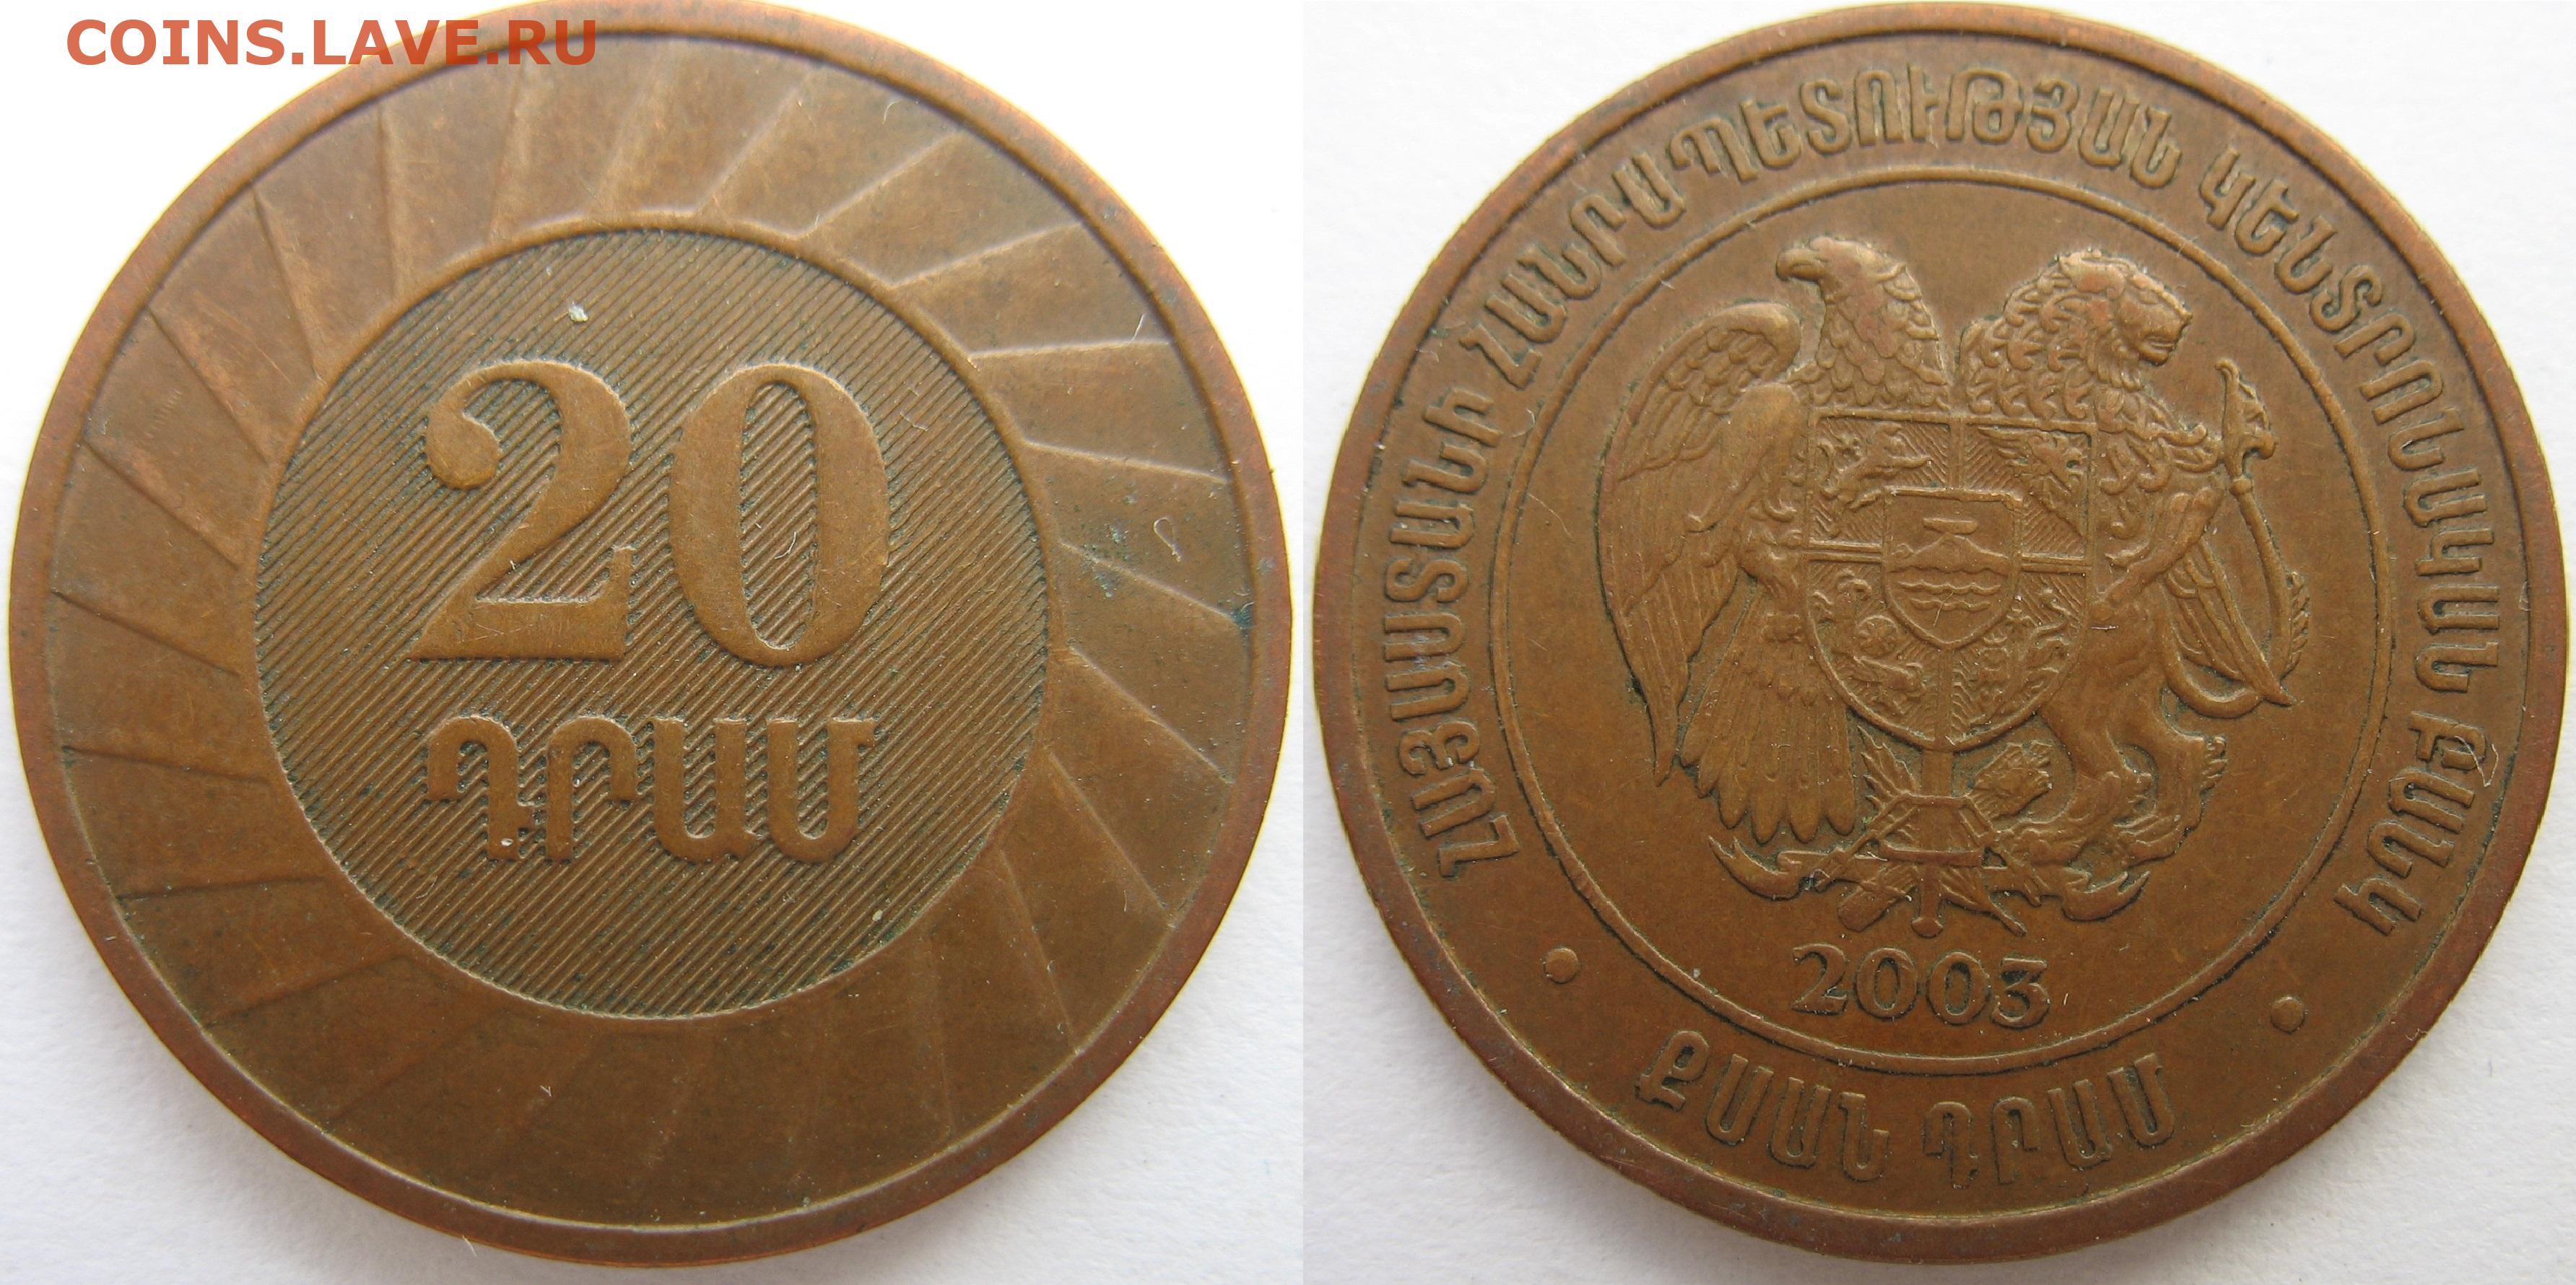 COINS.LAVE.RU
20
ԴՐԱՄ
ՀԱՅԱՍՏԱՆԻ ՀԱՆՐԱՊԵՏՈՒԹՅԱՆ ԿԵՆՏՐՈՆԱԿԱՆ ԲԱՆԿ
2003
• ՔՍԱՆ ԴՐԱՄ •